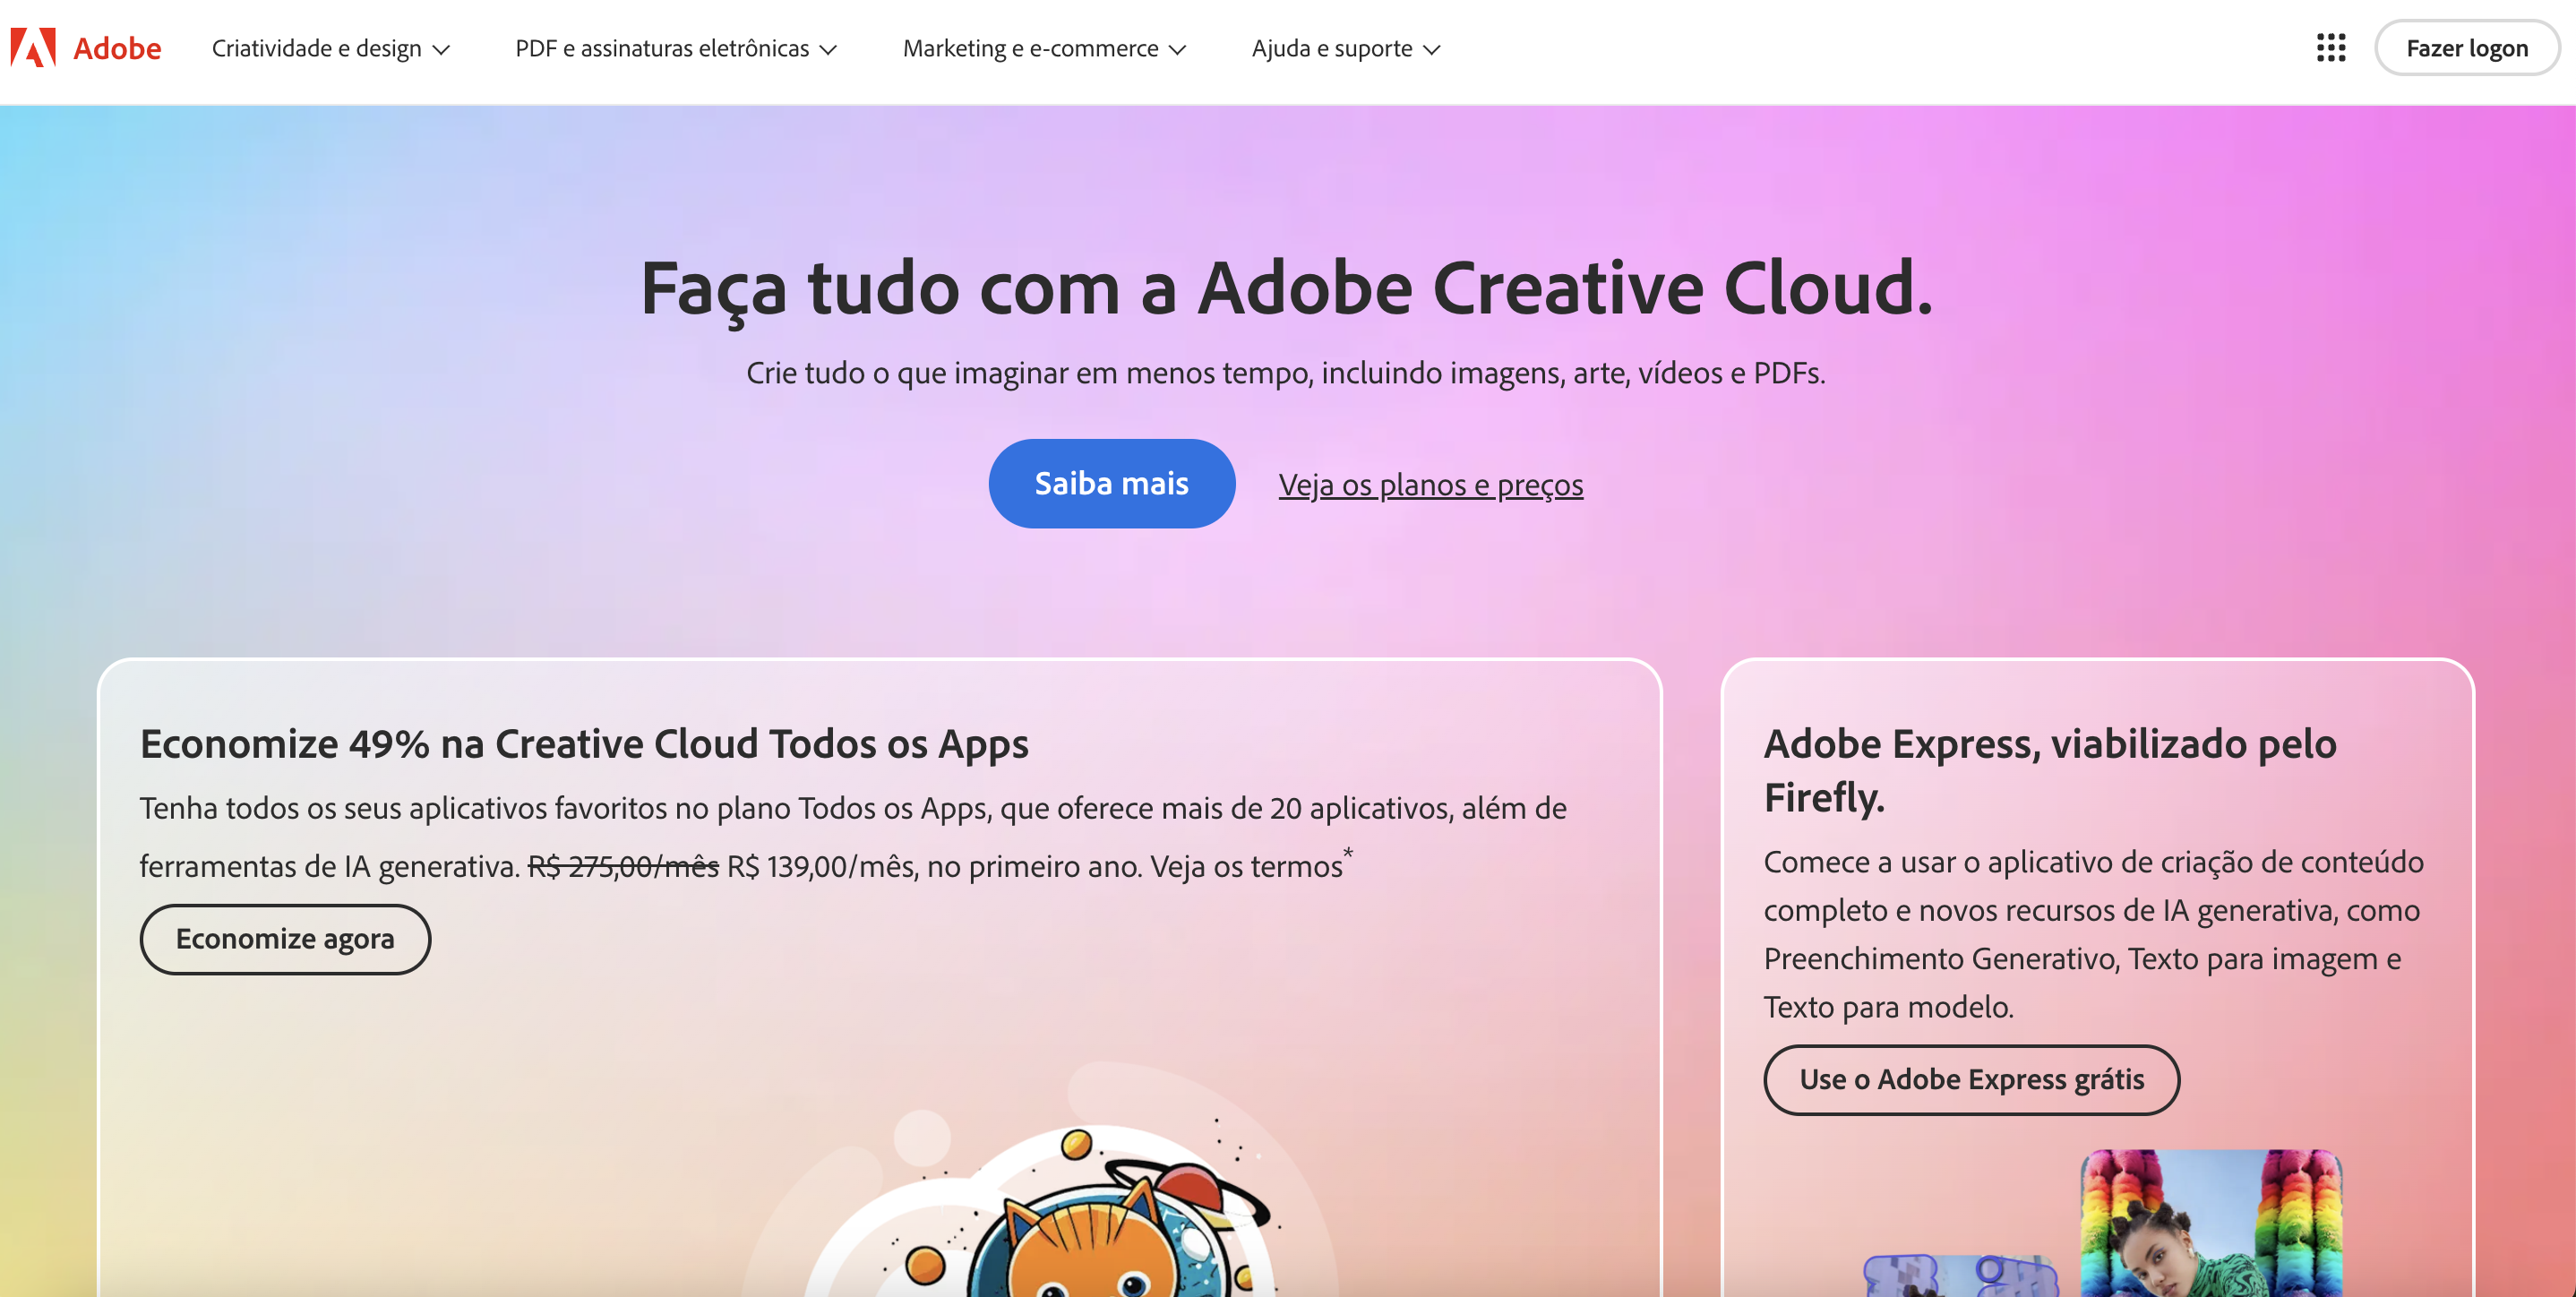 Adobe
Criatividade e design
PDF e assinaturas eletrônicas
Marketing e e-commerce
Ajuda e suporte
Fazer logon
Faça tudo com a Adobe Creative Cloud.
Crie tudo o que imaginar em menos tempo, incluindo imagens, arte, vídeos e PDFs.
Saiba mais
Veja os planos e preços
Economize 49% na Creative Cloud Todos os Apps
Tenha todos os seus aplicativos favoritos no plano Todos os Apps, que oferece mais de 20 aplicativos, além de
ferramentas de IA generativa. R$ 275,00/mês R$ 139,00/mês, no primeiro ano. Veja os termos*
Economize agora
Adobe Express, viabilizado pelo
Firefly.
Comece a usar o aplicativo de criação de conteúdo
completo e novos recursos de IA generativa, como
Preenchimento Generativo, Texto para imagem e
Texto para modelo.
Use o Adobe Express grátis